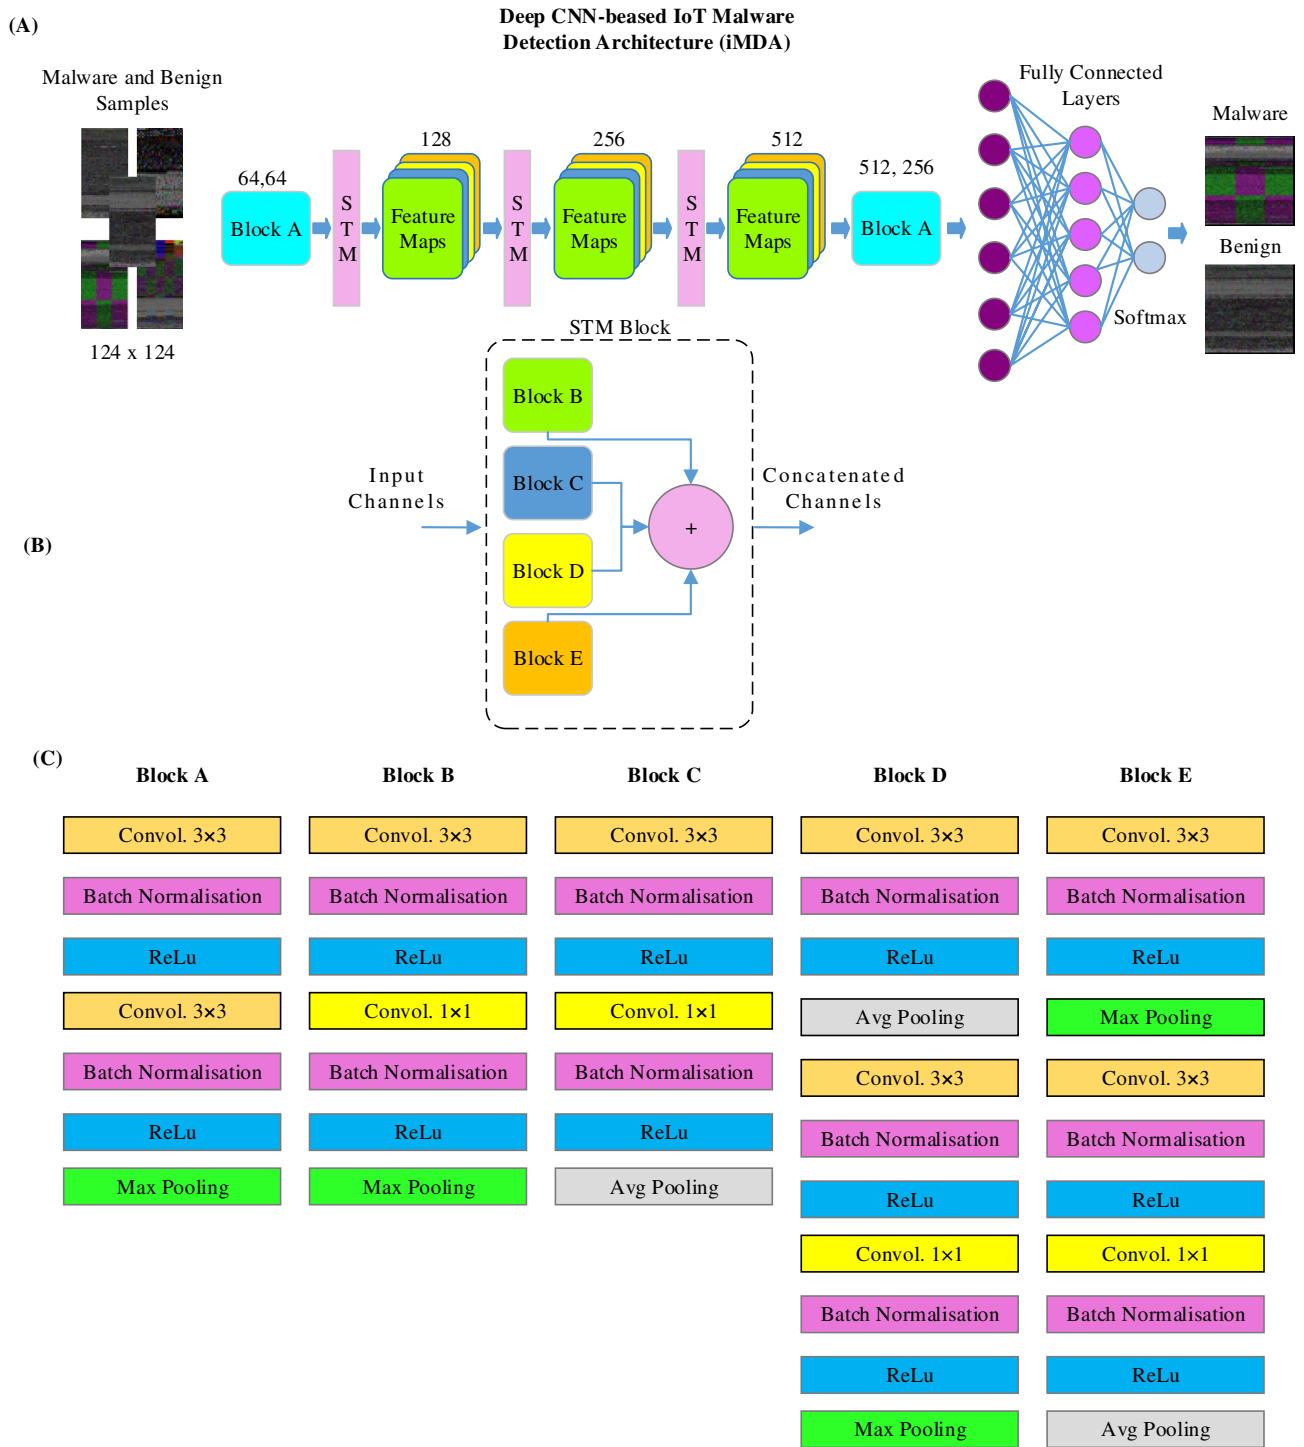 (A)
Deep CNN-beased IoT Malware
Detection Architecture (iMDA)
Malware and Benign
Samples
124 x 124
64,64
Block A
S
T
M
128
Feature
Maps
S
T
M
256
Feature
Maps
S
T
M
512
Feature
Maps
512, 256
Block A
Fully Connected
Layers
Softmax
Malware
Benign
(B)
STM Block
Input
Channels
Block B
Block C
Block D
Block E
+
Concatenated
Channels
(C)
Block A
Convol. 3×3
Batch Normalisation
ReLu
Convol. 3×3
Batch Normalisation
ReLu
Max Pooling
Block B
Convol. 3×3
Batch Normalisation
ReLu
Convol. 1×1
Batch Normalisation
ReLu
Max Pooling
Block C
Convol. 3×3
Batch Normalisation
ReLu
Convol. 1×1
Batch Normalisation
ReLu
Avg Pooling
Block D
Convol. 3×3
Batch Normalisation
ReLu
Avg Pooling
Convol. 3×3
Batch Normalisation
ReLu
Convol. 1×1
Batch Normalisation
ReLu
Max Pooling
Block E
Convol. 3×3
Batch Normalisation
ReLu
Max Pooling
Convol. 3×3
Batch Normalisation
ReLu
Convol. 1×1
Batch Normalisation
ReLu
Avg Pooling